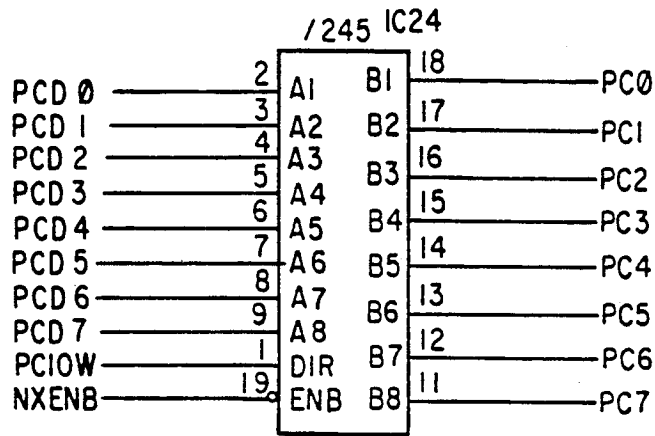 /245 IC24
PCD 0 2 A1 B1 18 PC0
PCD 1 3 A2 B2 17 PC1
PCD 2 4 A3 B3 16 PC2
PCD 3 5 A4 B4 15 PC3
PCD 4 6 A5 B5 14 PC4
PCD 5 7 A6 B6 13 PC5
PCD 6 8 A7 B7 12 PC6
PCD 7 9 A8 B8 11 PC7
PCIOW 1 DIR
NXENB 19 ENB